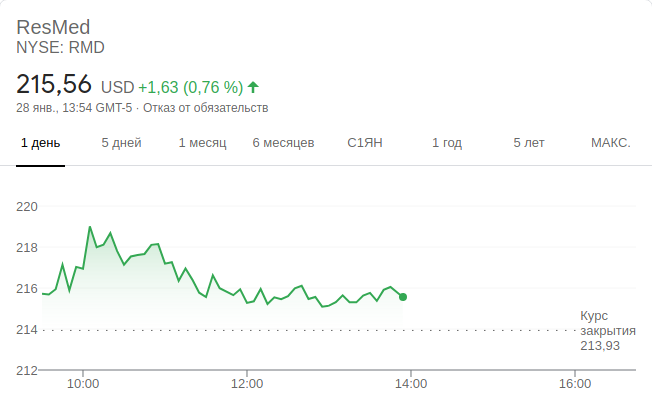 ResMed
NYSE: RMD
215,56 USD +1,63 (0,76 %)
28 янв., 13:54 GMT-5 · Отказ от обязательств
1 день 5 дней 1 месяц 6 месяцев С1ЯН 1 год 5 лет МАКС.
220
218
216
214
212
Курс
закрытия
213,93
10:00 12:00 14:00 16:00